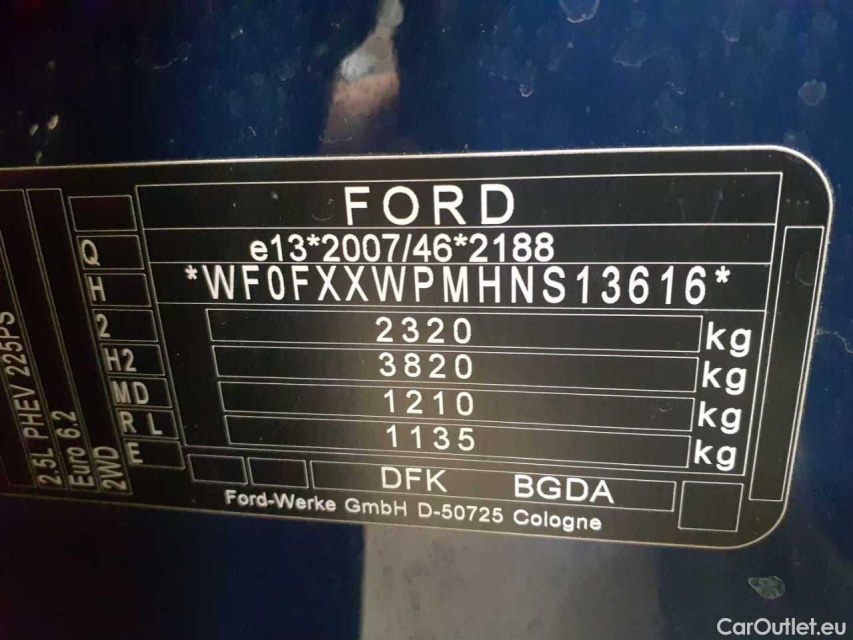 FORD
e13*2007/46*2188
*WF0FXXWPMHNS13616*
2320 kg
3820 kg
1210 kg
1135 kg
DFK BGDA
Ford-Werke GmbH D-50725 Cologne
Q
H
2
H2
MD
R L
E
2.5L PHEV 225PS
Euro 6.2
2WD
CarOutlet.eu